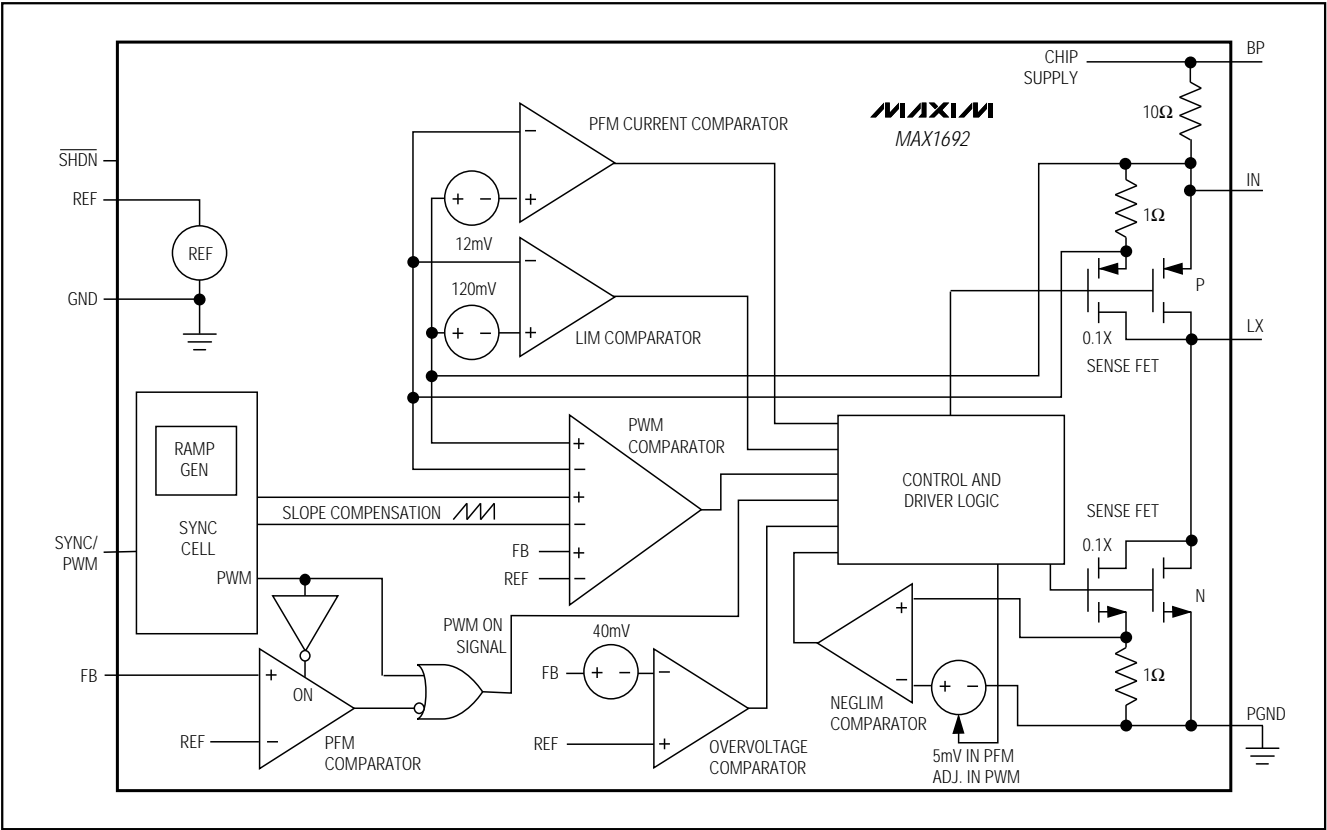 CHIP
SUPPLY
BP
10Ω
MAXIM
MAX1692
PFM CURRENT COMPARATOR
−
+
+ −
12mV
SHDN
REF
REF
GND
IN
1Ω
P
LX
0.1X
SENSE FET
−
+
120mV
+ −
LIM COMPARATOR
RAMP
GEN
SYNC
CELL
PWM
SYNC/
PWM
SLOPE COMPENSATION
PWM
COMPARATOR
+
−
+
−
FB +
REF −
CONTROL AND
DRIVER LOGIC
SENSE FET
0.1X
N
1Ω
PGND
FB
+
ON
REF −
PFM
COMPARATOR
PWM ON
SIGNAL
40mV
FB + − −
REF +
OVERVOLTAGE
COMPARATOR
+
−
+ −
NEGLIM
COMPARATOR
5mV IN PFM
ADJ. IN PWM